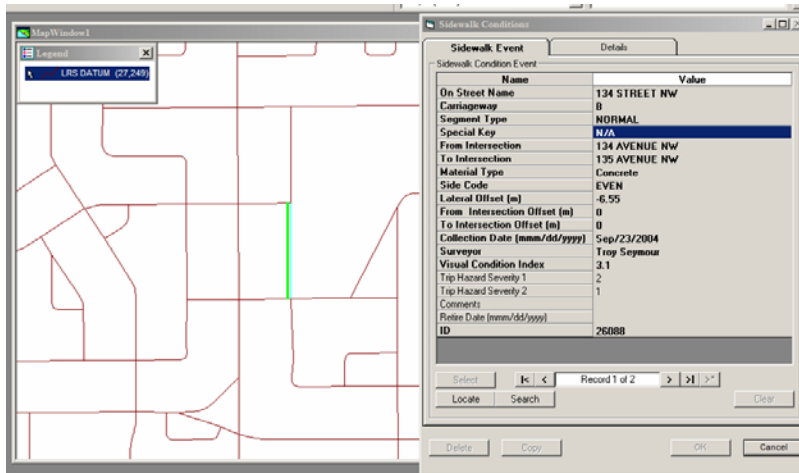 MapWindow1
Legend
LRS DATUM (27,249)
Sidewalk Conditions
Sidewalk Event Details
Sidewalk Condition Event
Name Value
On Street Name 134 STREET NW
Carriageway B
Segment Type NORMAL
Special Key N/A
From Intersection 134 AVENUE NW
To Intersection 135 AVENUE NW
Material Type Concrete
Side Code EVEN
Lateral Offset (m) -6.55
From Intersection Offset (m) 0
To Intersection Offset (m) 0
Collection Date (mmm/dd/yyyy) Sep/23/2004
Surveyor Troy Seymour
Visual Condition Index 3.1
Trip Hazard Severity 1 2
Trip Hazard Severity 2 1
Comments
Retire Date (mmm/dd/yyyy)
ID 26088
Select Record 1 of 2
Locate Search Clear
Delete Copy OK Cancel